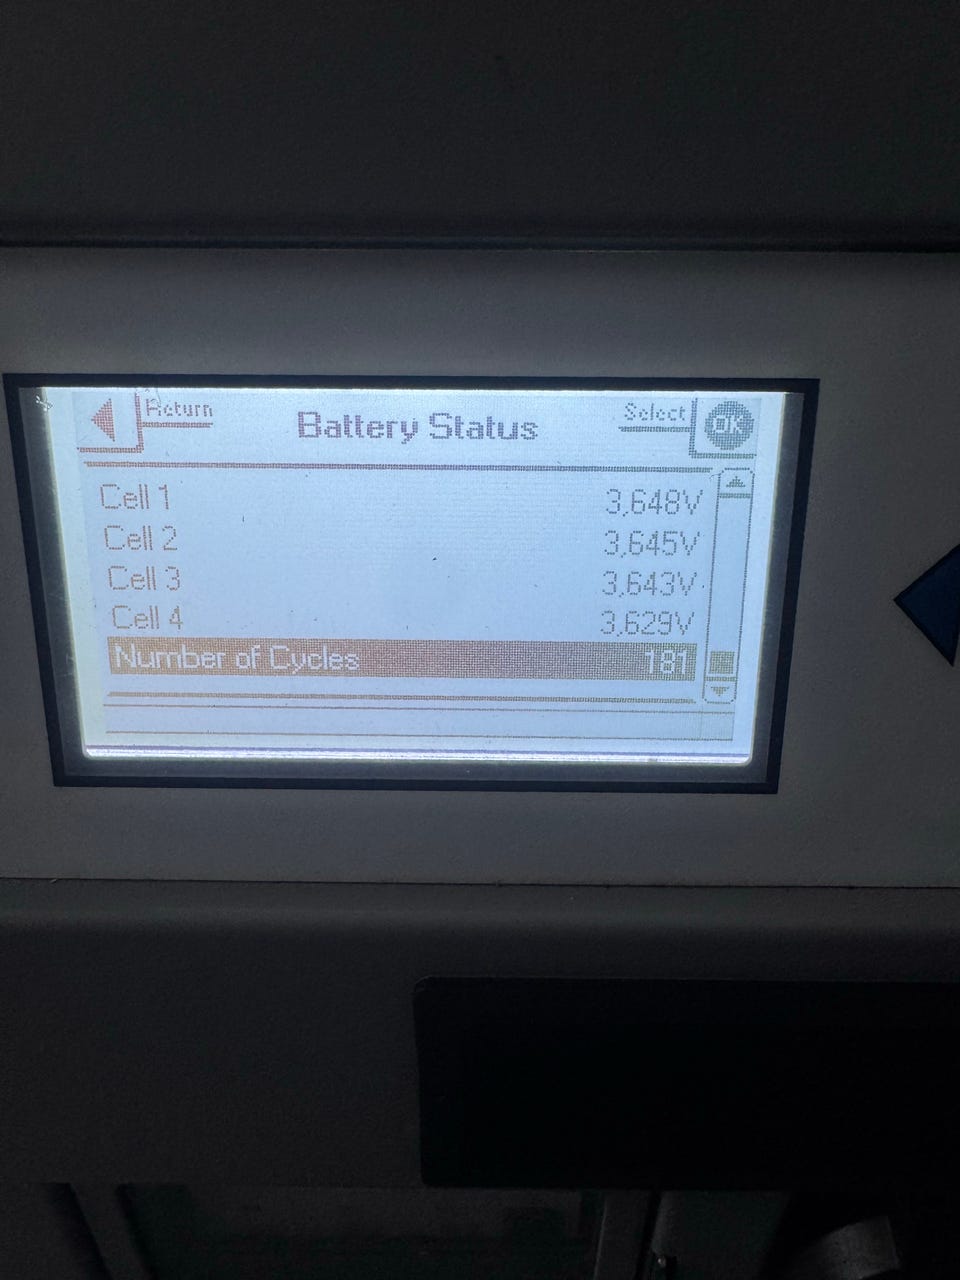 Return Battery Status Select OK
Cell 1 3,648V
Cell 2 3,645V
Cell 3 3,643V
Cell 4 3,629V
Number of Cycles 181